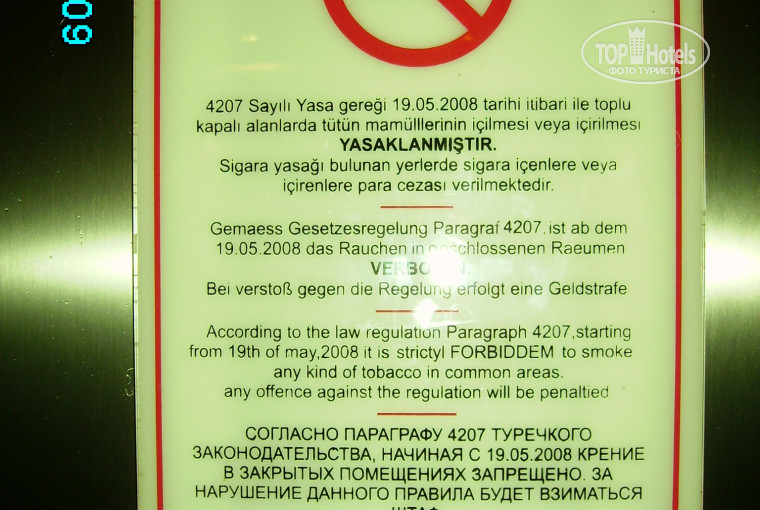 60
TOP Hotels
ФОТО ТУРИСТА
4207 Sayılı Yasa gereği 19.05.2008 tarihi itibari ile toplu
kapalı alanlarda tütün mamülllerinin içilmesi veya içirilmesi
YASAKLANMIŞTIR.
Sigara yasağı bulunan yerlerde sigara içenlere veya
içirenlere para cezası verilmektedir.
Gemaess Gesetzesregelung Paragraf 4207, ist ab dem
19.05.2008 das Rauchen in geschlossenen Raeumen
VERBOTEN.
Bei verstoß gegen die Regelung erfolgt eine Geldstrafe
According to the law regulation Paragraph 4207,starting
from 19th of may,2008 it is strictyl FORBIDDEM to smoke
any kind of tobacco in common areas.
any offence against the regulation will be penaltied
СОГЛАСНО ПАРАГРАФУ 4207 ТУРЕЧКОГО
ЗАКОНОДАТЕЛЬСТВА, НАЧИНАЯ С 19.05.2008 КРЕНИЕ
В ЗАКРЫТЫХ ПОМЕЩЕНИЯХ ЗАПРЕЩЕНО. ЗА
НАРУШЕНИЕ ДАННОГО ПРАВИЛА БУДЕТ ВЗИМАТЬСЯ